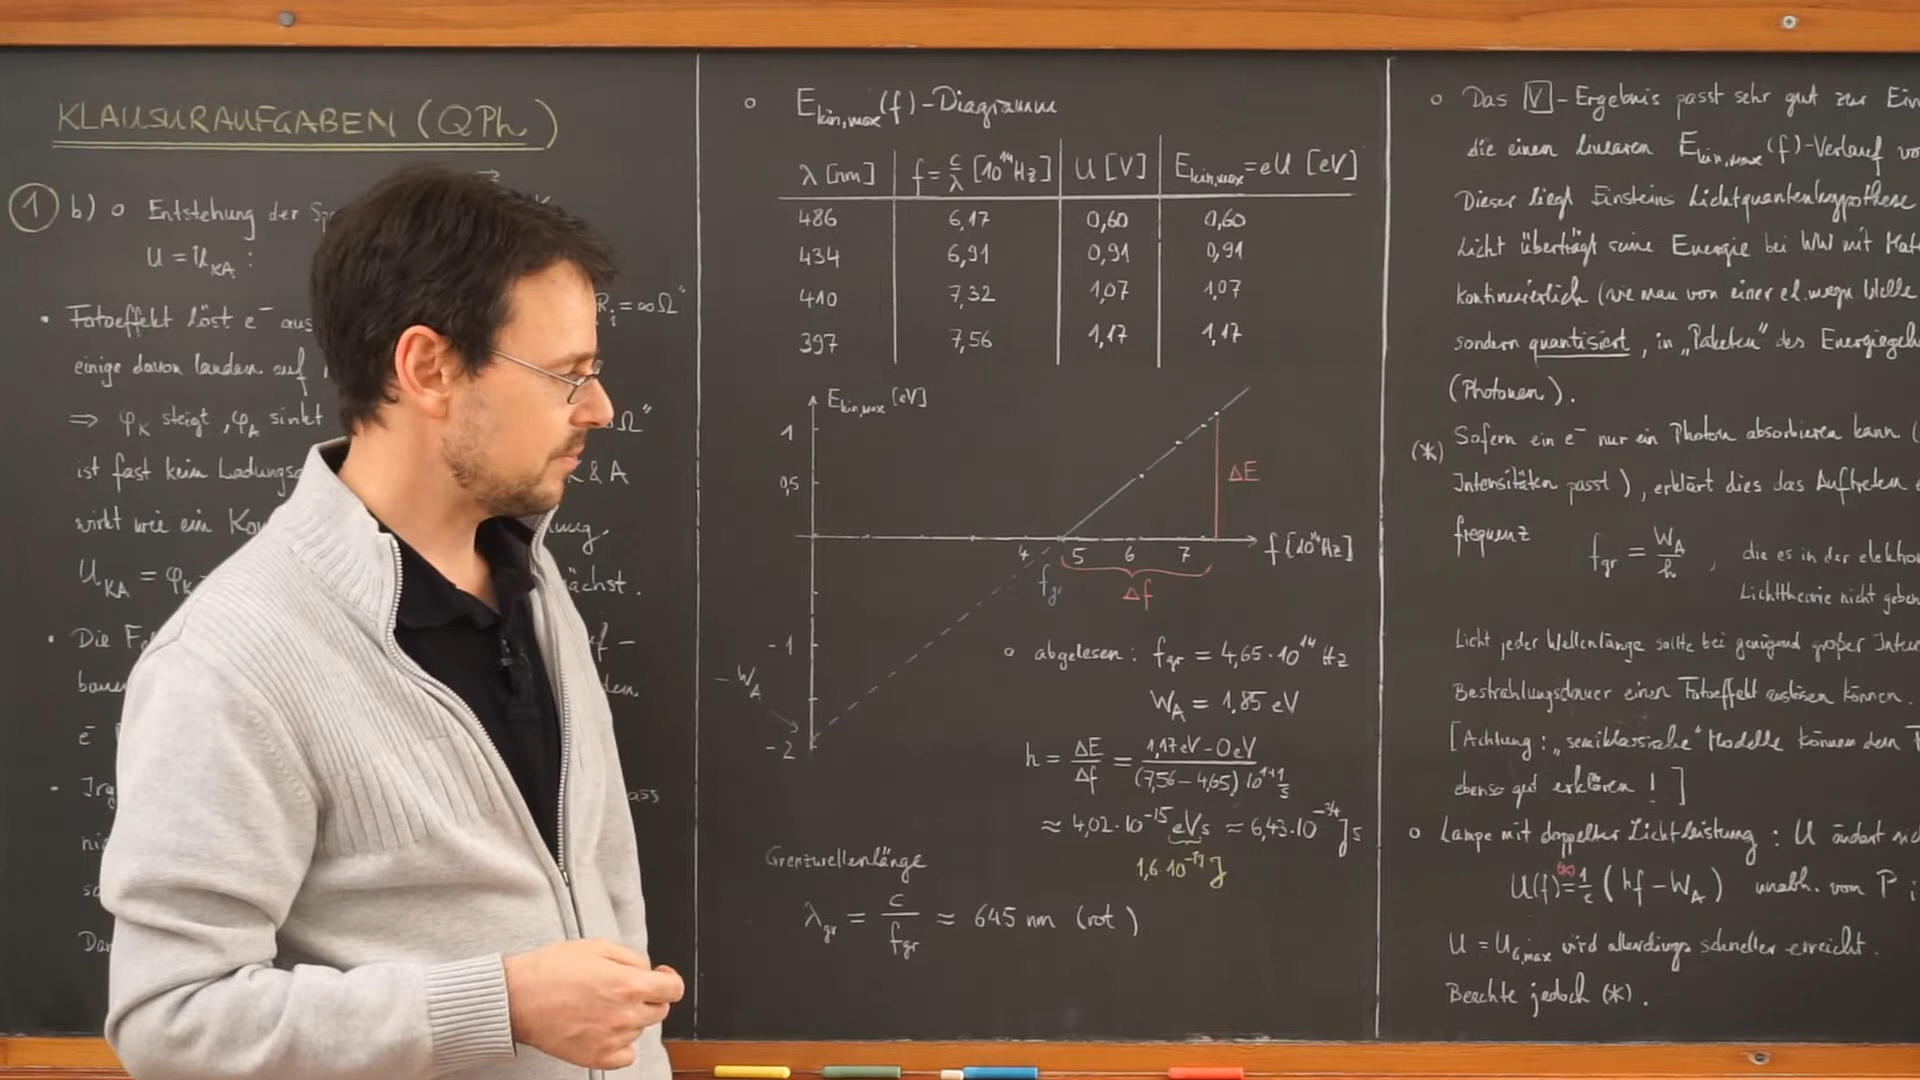 KLAUSURAUFGABEN (QPh)
1 b) o Entstehung der
U = U_KA :
R_i = ∞Ω"
• Fotoeffekt löst e⁻ aus
einige davon landen auf
⇒ φ_K steigt, φ_A sinkt
Ω"
ist fast kein
& A
wirkt wie ein
U_KA = φ_K
• Die
e⁻
o E_kin,max(f)-Diagramm
λ [nm] f = c/λ [10¹⁴Hz] U [V] E_kin,max = eU [eV]
486 6,17 0,60 0,60
434 6,91 0,91 0,91
410 7,32 1,07 1,07
397 7,56 1,17 1,17
E_kin,max [eV]
1
0,5
ΔE
4 5 6 7 f [10¹⁴Hz]
f_gr Δf
-1
-W_A
-2
o abgelesen: f_gr = 4,65·10¹⁴ Hz
W_A = 1,85 eV
h = ΔE/Δf = (1,17eV - 0eV)/((7,56 - 4,65) 10¹⁴ 1/s)
≈ 4,02·10⁻¹⁵ eVs ≈ 6,43·10⁻³⁴ Js
1,6·10⁻¹⁹ J
Grenzwellenlänge
λ_gr = c/f_gr ≈ 645 nm (rot)
o Das V-Ergebnis passt sehr gut zur
die einen linearen E_kin,max(f)-Verlauf
Dieser liegt Einsteins Lichtquantenhypothese
Licht überträgt seine Energie bei WW mit
kontinuierlich (wie man von einer el.magn Welle
sondern quantisiert, in „Paketen" des
(Photonen).
(*) Sofern ein e⁻ nur ein Photon absorbieren kann (
Intensitäten passt), erklärt dies das Auftreten
frequenz f_gr = W_A/h , die es in der
Lichttheorie nicht geben
Licht jeder Wellenlänge sollte bei genügend großer
Bestrahlungsdauer einen Fotoeffekt auslösen können.
[Achtung: „semiklassische" Modelle können den
ebenso gut erklären!]
o Lampe mit doppelter Lichtleistung: U ändert
U(f) (*)= 1/e (hf - W_A) unabh. von P
U = U_a,max wird allerdings schneller erreicht.
Beachte jedoch (*).